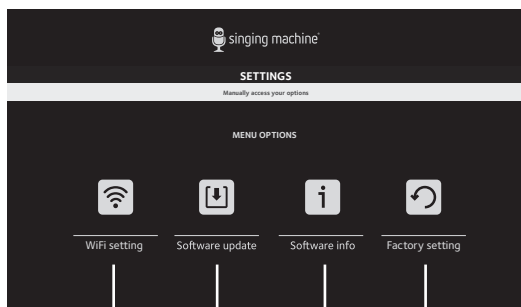 singing machine®
SETTINGS
Manually access your options
MENU OPTIONS
WiFi setting Software update Software info Factory setting